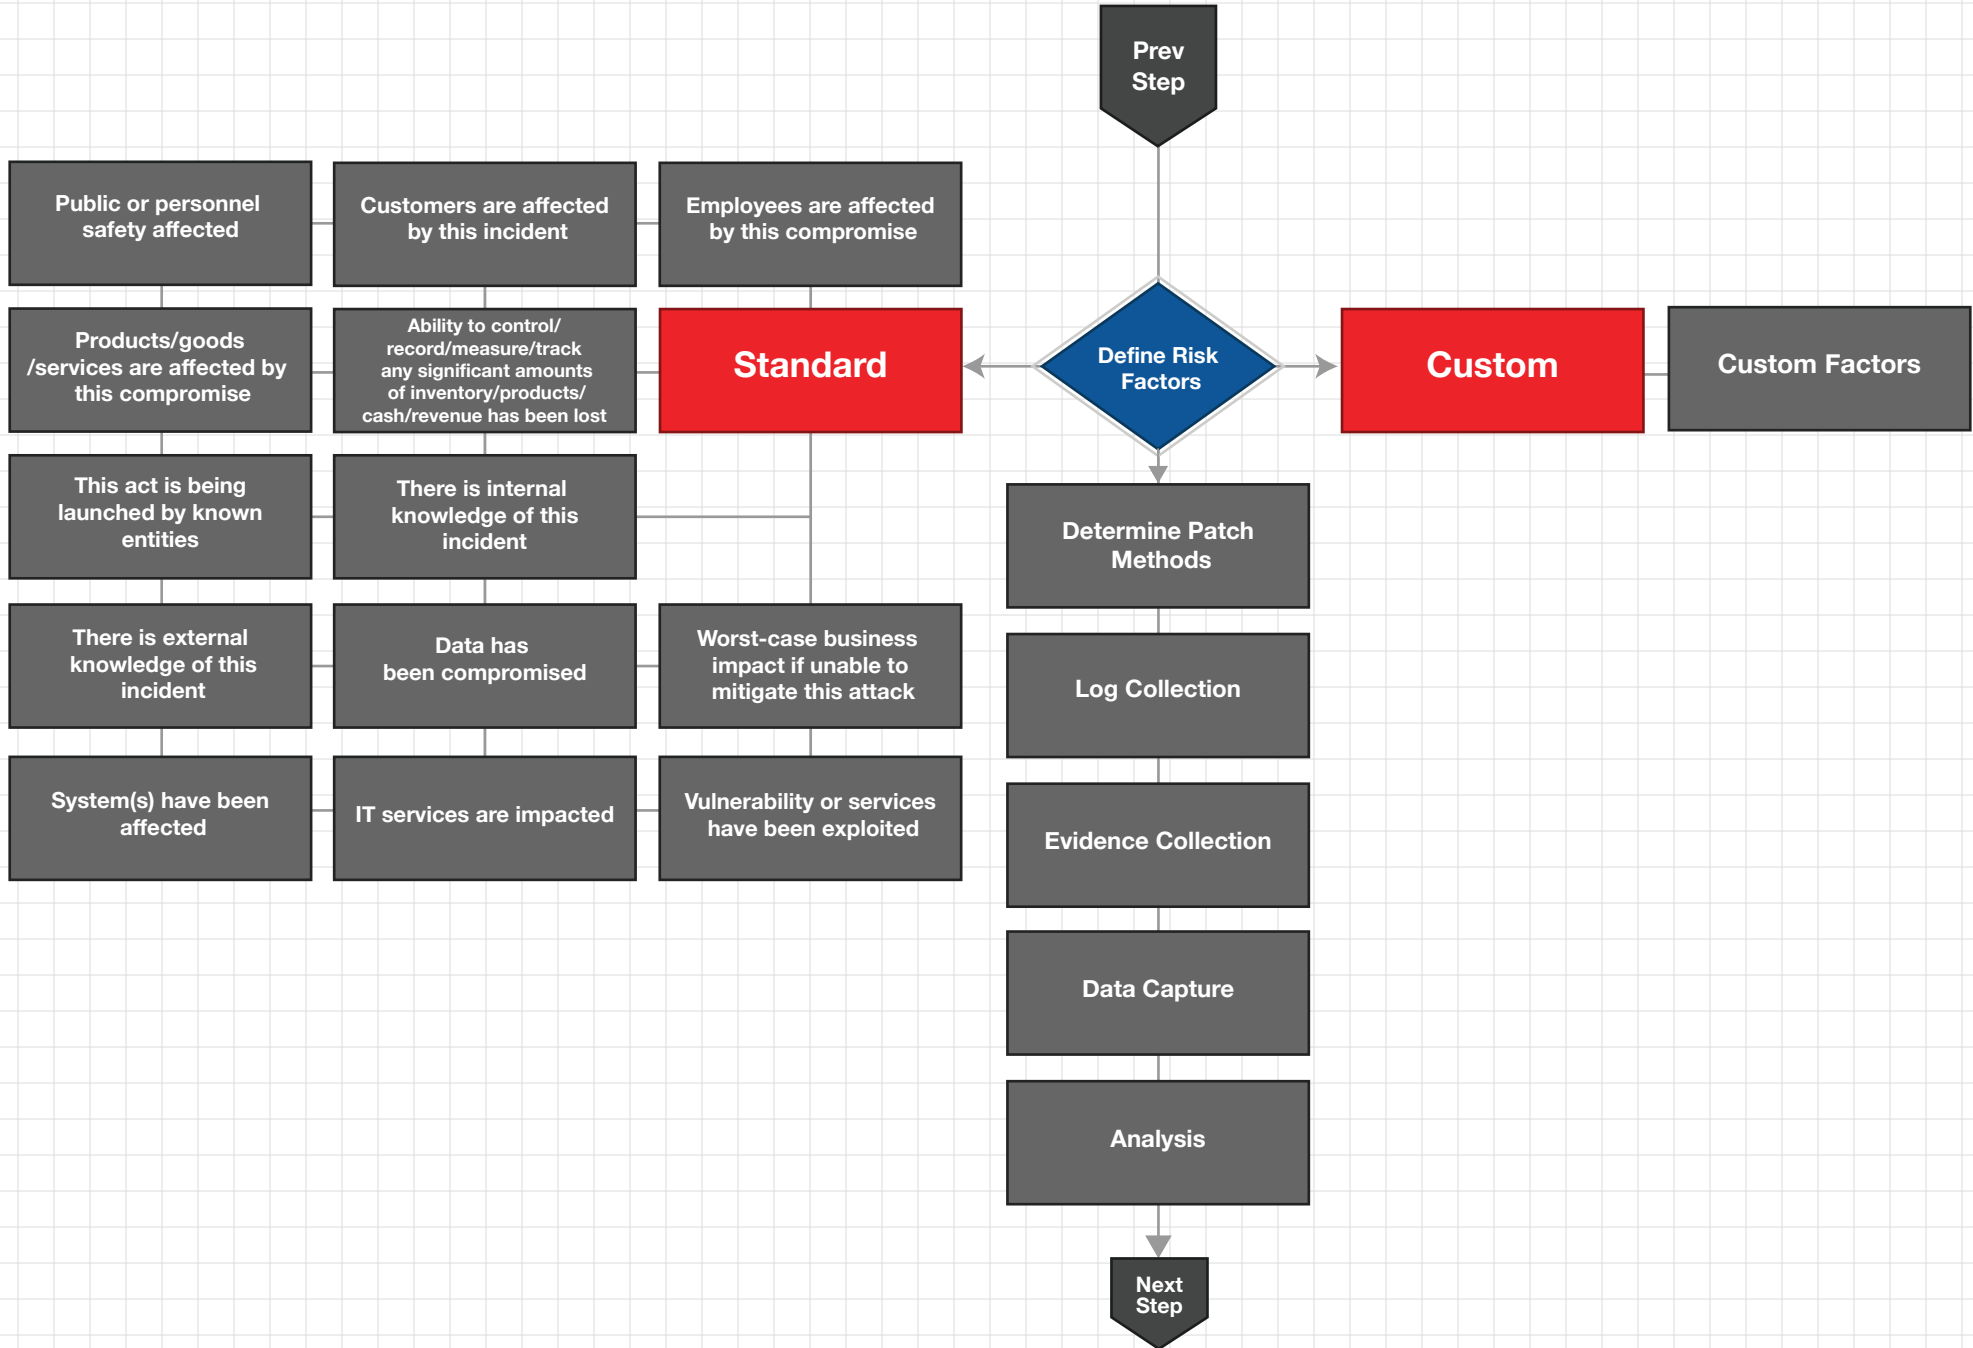 Prev
Step
Public or personnel
safety affected
Customers are affected
by this incident
Employees are affected
by this compromise
Products/goods
/services are affected by
this compromise
Ability to control/
record/measure/track
any significant amounts
of inventory/products/
cash/revenue has been lost
Standard
Define Risk
Factors
Custom
Custom Factors
This act is being
launched by known
entities
There is internal
knowledge of this
incident
Determine Patch
Methods
There is external
knowledge of this
incident
Data has
been compromised
Worst-case business
impact if unable to
mitigate this attack
Log Collection
System(s) have been
affected
IT services are impacted
Vulnerability or services
have been exploited
Evidence Collection
Data Capture
Analysis
Next
Step